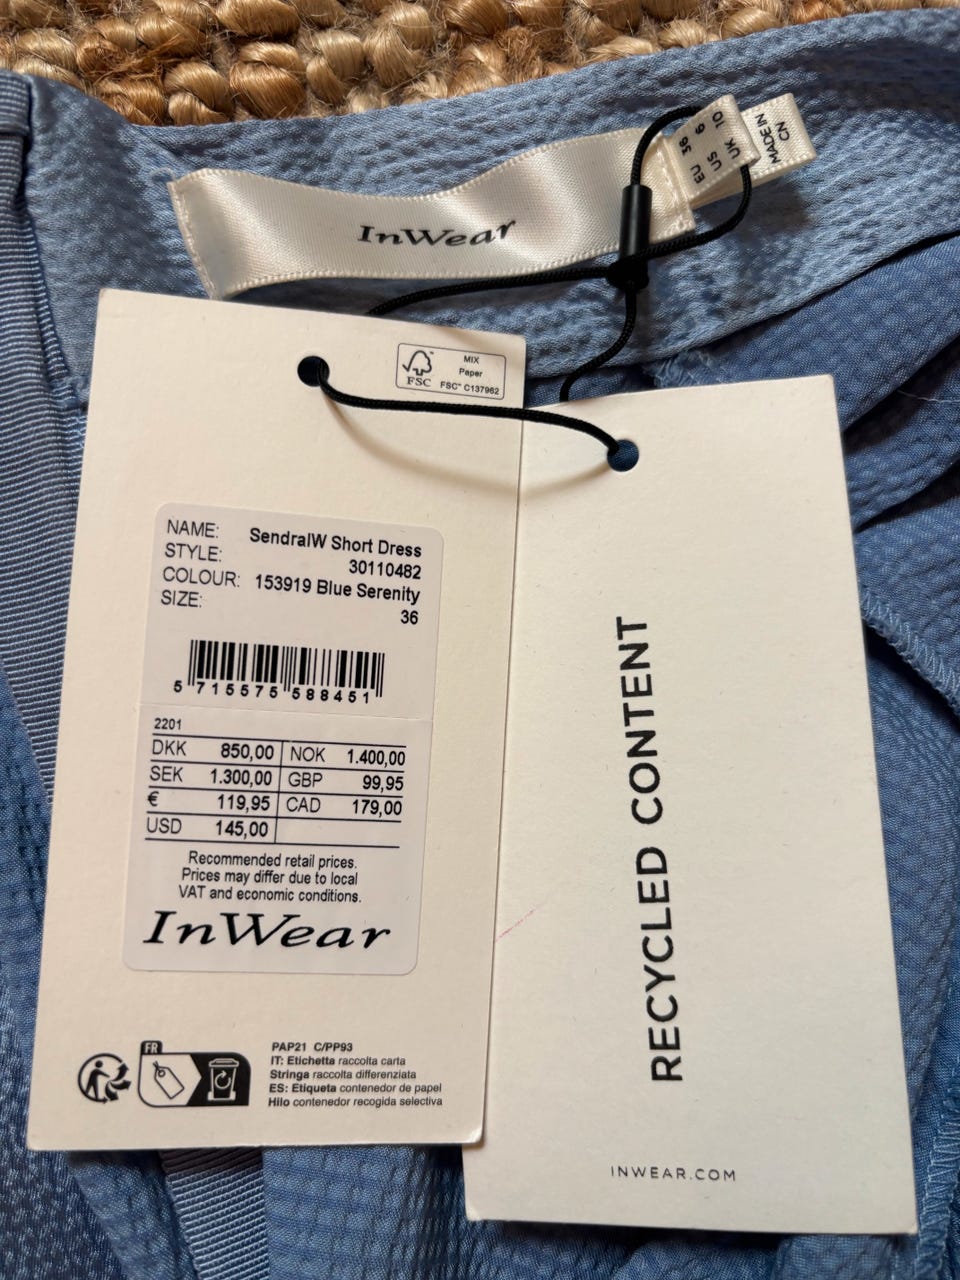 InWear
EU 36
US 6
UK 10
MADE IN
CN
FSC
MIX
Paper
FSC™ C137962
NAME: SendraIW Short Dress
STYLE: 30110482
COLOUR: 153919 Blue Serenity
SIZE: 36
5 715575 588451
2201
DKK 850,00 NOK 1.400,00
SEK 1.300,00 GBP 99,95
€ 119,95 CAD 179,00
USD 145,00
Recommended retail prices.
Prices may differ due to local
VAT and economic conditions.
InWear
FR
PAP21 C/PP93
IT: Etichetta raccolta carta
Stringa raccolta differenziata
ES: Etiqueta contenedor de papel
Hilo contenedor recogida selectiva
RECYCLED CONTENT
INWEAR.COM